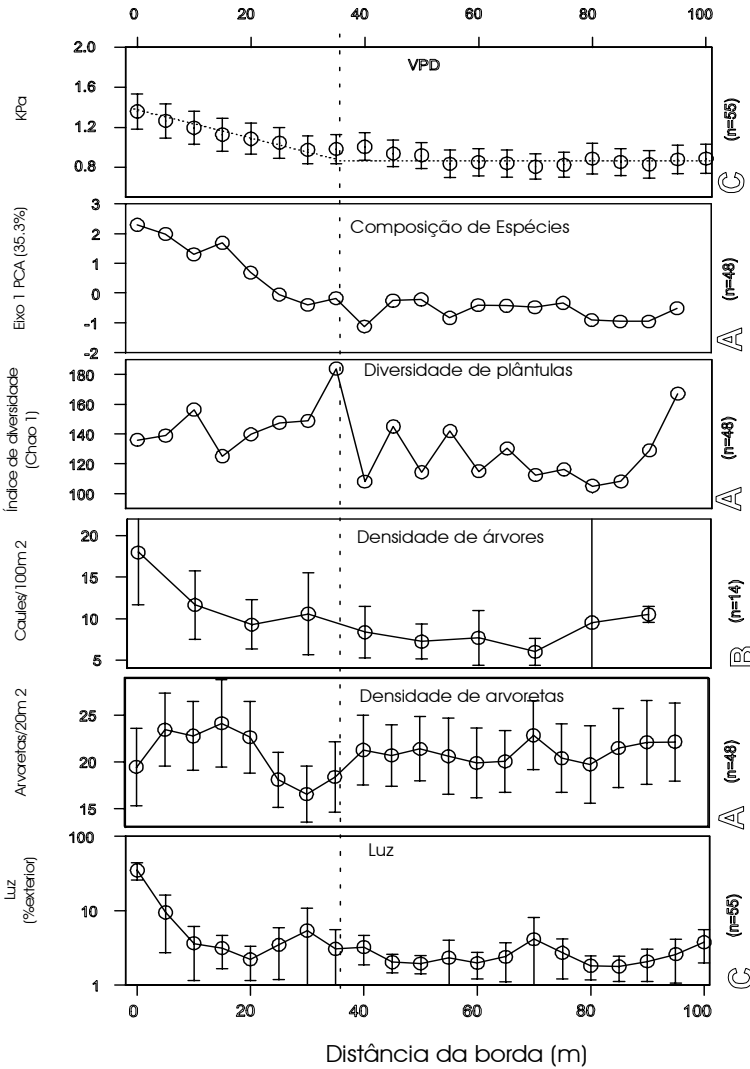 0 20 40 60 80 100
VPD
KPa
2.0
1.6
1.2
0.8
(n=55)
C
Composição de Espécies
Eixo 1 PCA (35.3%)
3
2
1
0
-1
-2
(n=48)
A
Diversidade de plântulas
Índice de diversidade
(Chao 1)
180
160
140
120
100
(n=48)
A
Densidade de árvores
Caules/100m 2
20
15
10
5
(n=14)
B
Densidade de arvoretas
Arvaretas/20m 2
25
20
15
(n=48)
A
Luz
Luz
(%exterior)
100
10
1
(n=55)
C
0 20 40 60 80 100
Distância da borda (m)